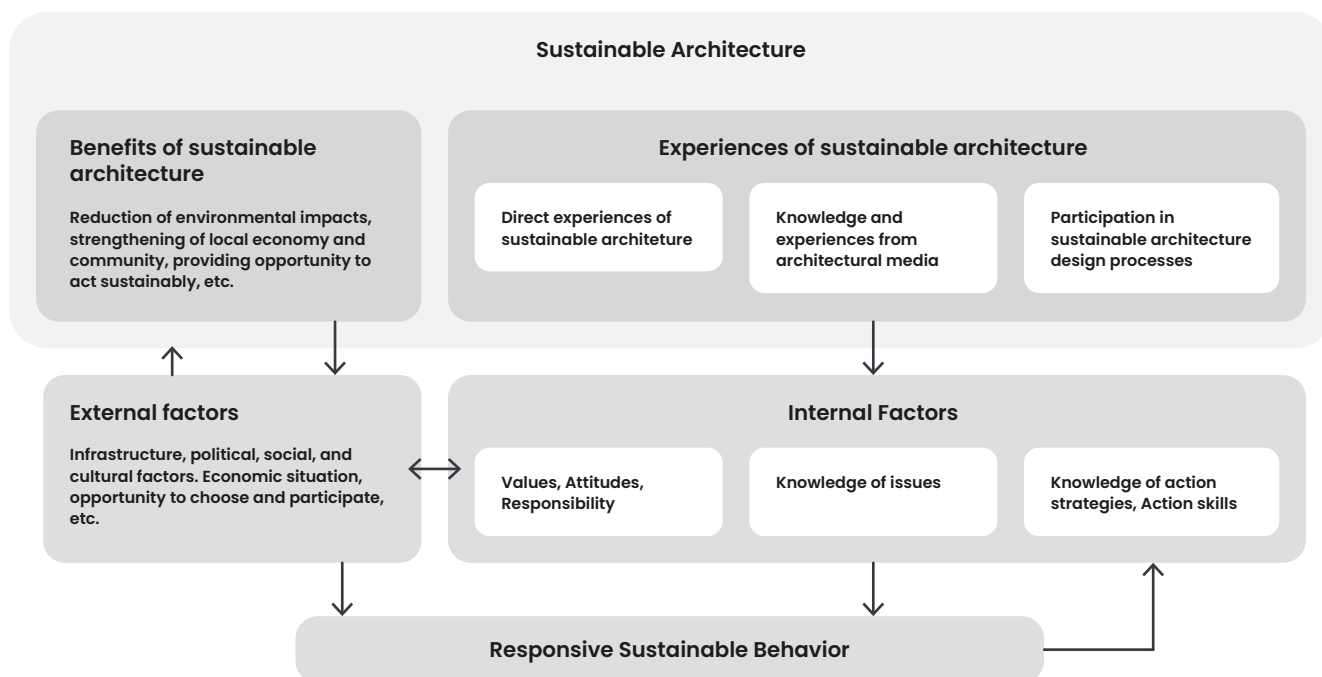 Sustainable Architecture
Benefits of sustainable
architecture
Reduction of environmental impacts,
strengthening of local economy and
community, providing opportunity to
act sustainably, etc.
Experiences of sustainable architecture
Direct experiences of
sustainable architeture
Knowledge and
experiences from
architectural media
Participation in
sustainable architecture
design processes
External factors
Infrastructure, political, social, and
cultural factors. Economic situation,
opportunity to choose and participate,
etc.
Internal Factors
Values, Attitudes,
Responsibility
Knowledge of issues
Knowledge of action
strategies, Action skills
Responsive Sustainable Behavior